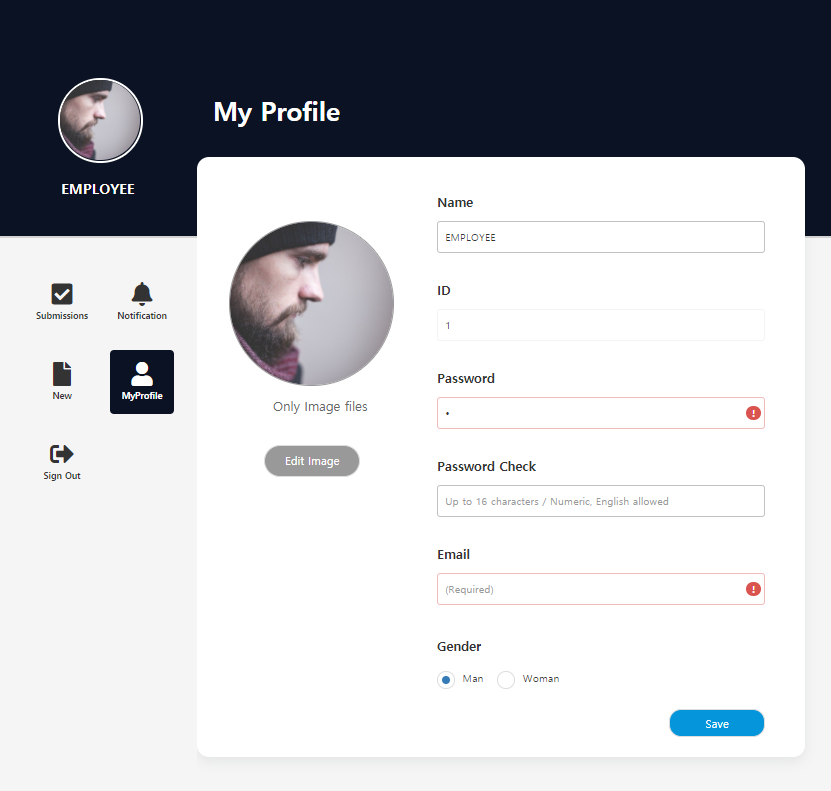 My Profile
EMPLOYEE
Submissions
Notification
New
MyProfile
Sign Out
Only Image files
Edit Image
Name
EMPLOYEE
ID
1
Password
•
Password Check
Up to 16 characters / Numeric, English allowed
Email
(Required)
Gender
Man
Woman
Save